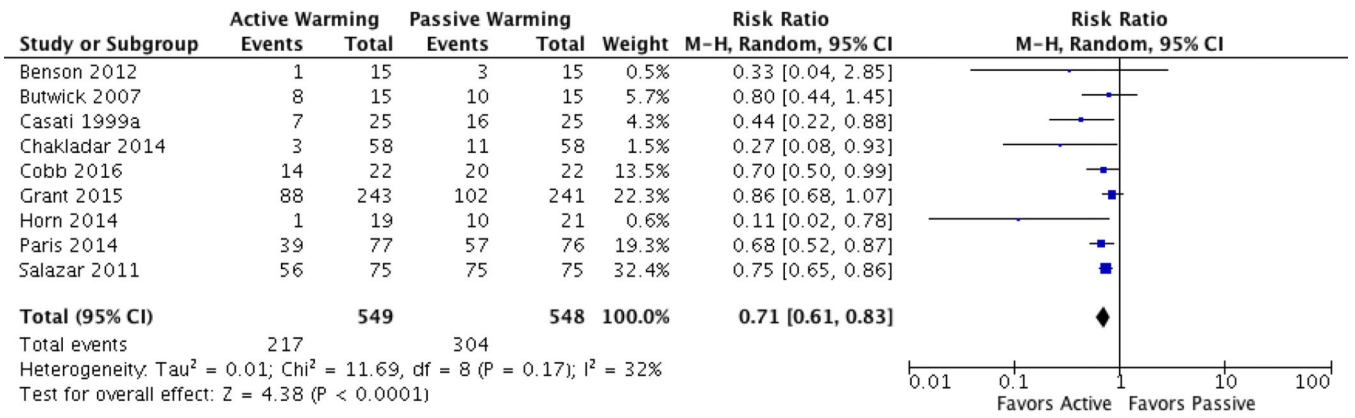 Active Warming Passive Warming Risk Ratio Risk Ratio
Study or Subgroup Events Total Events Total Weight M-H, Random, 95% CI M-H, Random, 95% CI
Benson 2012 1 15 3 15 0.5% 0.33 [0.04, 2.85]
Butwick 2007 8 15 10 15 5.7% 0.80 [0.44, 1.45]
Casati 1999a 7 25 16 25 4.3% 0.44 [0.22, 0.88]
Chakladar 2014 3 58 11 58 1.5% 0.27 [0.08, 0.93]
Cobb 2016 14 22 20 22 13.5% 0.70 [0.50, 0.99]
Grant 2015 88 243 102 241 22.3% 0.86 [0.68, 1.07]
Horn 2014 1 19 10 21 0.6% 0.11 [0.02, 0.78]
Paris 2014 39 77 57 76 19.3% 0.68 [0.52, 0.87]
Salazar 2011 56 75 75 75 32.4% 0.75 [0.65, 0.86]
Total (95% CI) 549 548 100.0% 0.71 [0.61, 0.83]
Total events 217 304
Heterogeneity: Tau² = 0.01; Chi² = 11.69, df = 8 (P = 0.17); I² = 32%
Test for overall effect: Z = 4.38 (P < 0.0001)
0.01 0.1 1 10 100
Favors Active Favors Passive